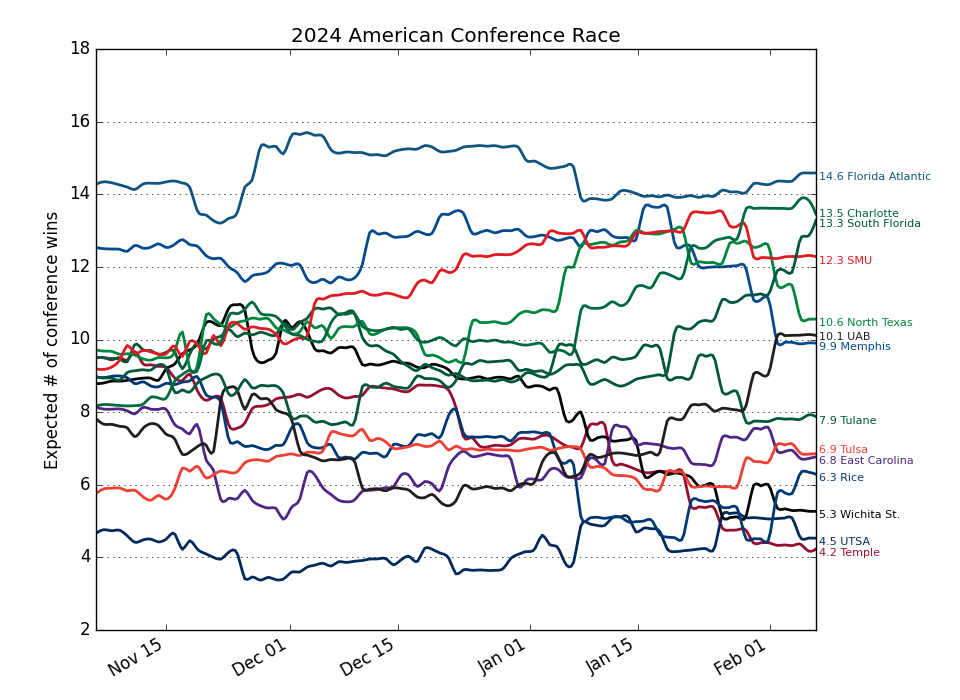 2024 American Conference Race
Expected # of conference wins
18
16
14
12
10
8
6
4
2
Nov 15
Dec 01
Dec 15
Jan 01
Jan 15
Feb 01
14.6 Florida Atlantic
13.5 Charlotte
13.3 South Florida
12.3 SMU
10.6 North Texas
10.1 UAB
9.9 Memphis
7.9 Tulane
6.9 Tulsa
6.8 East Carolina
6.3 Rice
5.3 Wichita St.
4.5 UTSA
4.2 Temple